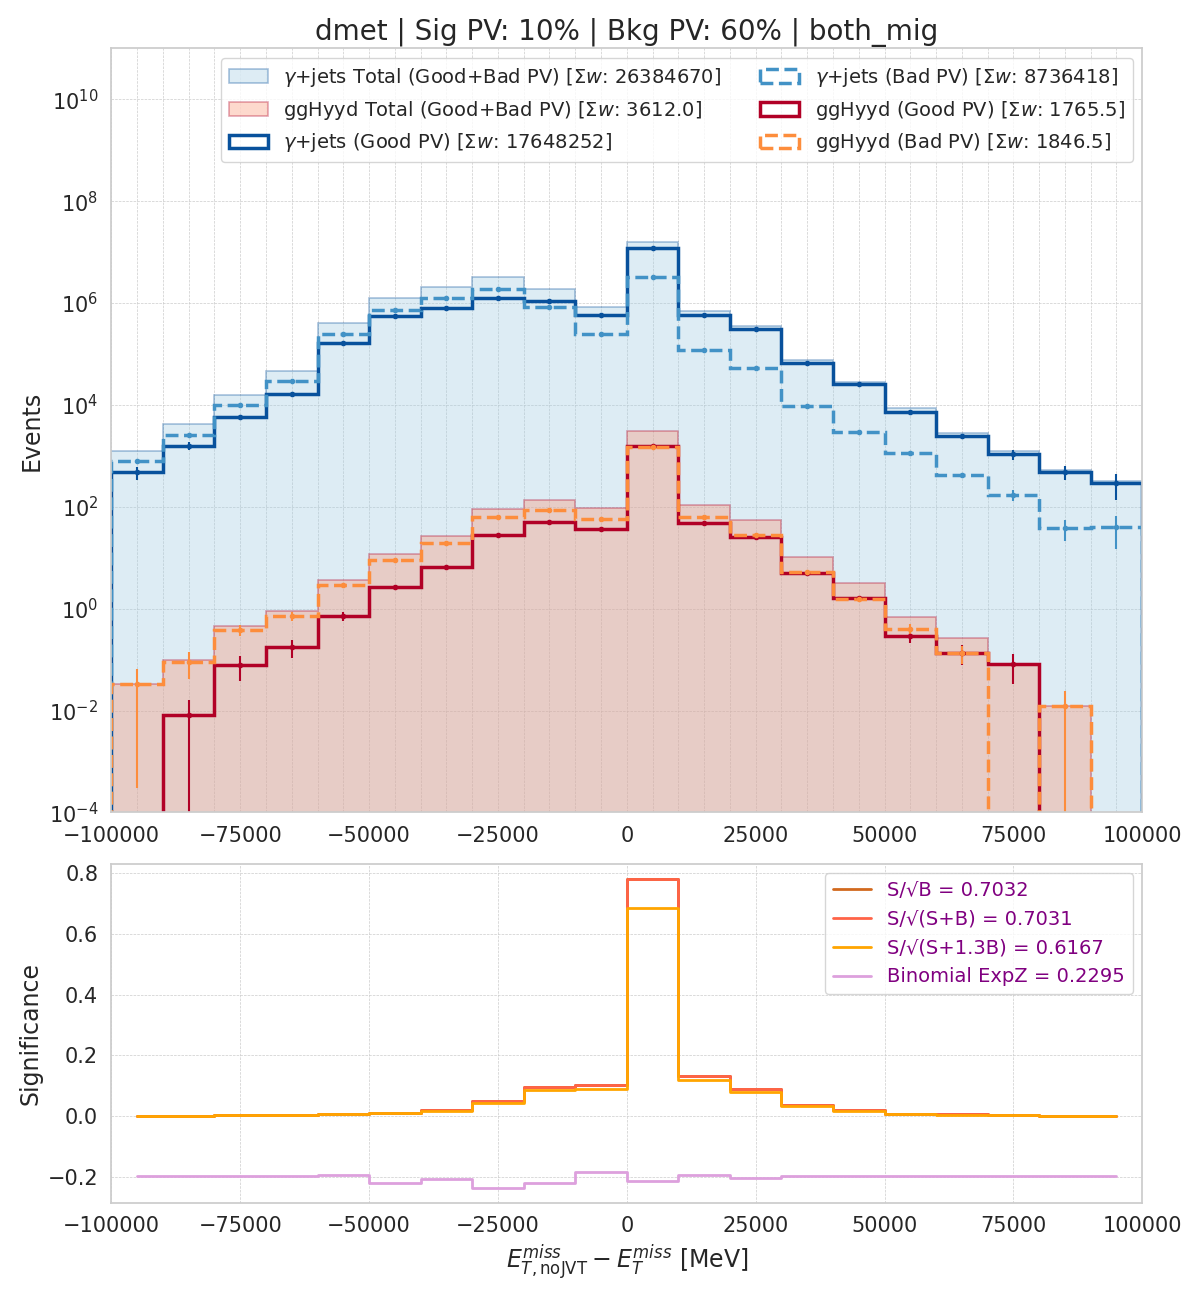 dmet | Sig PV: 10% | Bkg PV: 60% | both_mig
γ+jets Total (Good+Bad PV) [Σw: 26384670]
ggHyyd Total (Good+Bad PV) [Σw: 3612.0]
γ+jets (Good PV) [Σw: 17648252]
γ+jets (Bad PV) [Σw: 8736418]
ggHyyd (Good PV) [Σw: 1765.5]
ggHyyd (Bad PV) [Σw: 1846.5]
Events
10^10
10^8
10^6
10^4
10^2
10^0
10^−2
10^−4
−100000 −75000 −50000 −25000 0 25000 50000 75000 100000
Significance
0.8
0.6
0.4
0.2
0.0
−0.2
S/√B = 0.7032
S/√(S+B) = 0.7031
S/√(S+1.3B) = 0.6167
Binomial ExpZ = 0.2295
−100000 −75000 −50000 −25000 0 25000 50000 75000 100000
E_{T,noJVT}^{miss} − E_T^{miss} [MeV]